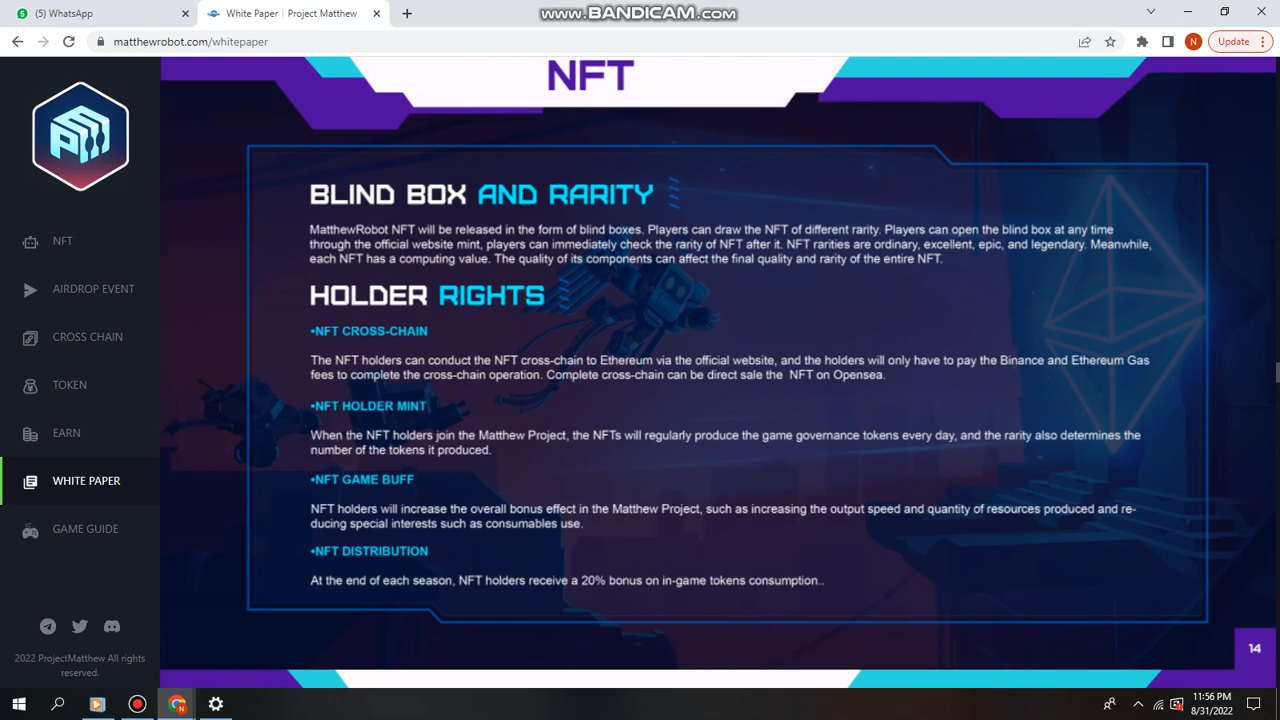 (5) WhatsApp
White Paper | Project Matthew
www.BANDICAM.com
matthewrobot.com/whitepaper
N
Update
NFT
BLIND BOX AND RARITY
MatthewRobot NFT will be released in the form of blind boxes. Players can draw the NFT of different rarity. Players can open the blind box at any time
through the official website mint, players can immediately check the rarity of NFT after it. NFT rarities are ordinary, excellent, epic, and legendary. Meanwhile,
each NFT has a computing value. The quality of its components can affect the final quality and rarity of the entire NFT.
HOLDER RIGHTS
•NFT CROSS-CHAIN
The NFT holders can conduct the NFT cross-chain to Ethereum via the official website, and the holders will only have to pay the Binance and Ethereum Gas
fees to complete the cross-chain operation. Complete cross-chain can be direct sale the NFT on Opensea.
•NFT HOLDER MINT
When the NFT holders join the Matthew Project, the NFTs will regularly produce the game governance tokens every day, and the rarity also determines the
number of the tokens it produced.
•NFT GAME BUFF
NFT holders will increase the overall bonus effect in the Matthew Project, such as increasing the output speed and quantity of resources produced and re-
ducing special interests such as consumables use.
•NFT DISTRIBUTION
At the end of each season, NFT holders receive a 20% bonus on in-game tokens consumption..
14
NFT
AIRDROP EVENT
CROSS CHAIN
TOKEN
EARN
WHITE PAPER
GAME GUIDE
2022 ProjectMatthew All rights
reserved.
11:56 PM
8/31/2022